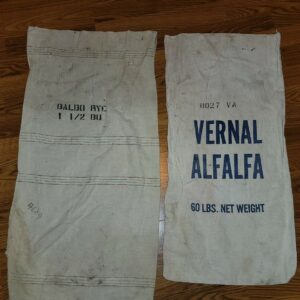 BALBO RYE
1 1/2 BU
0027 VA
VERNAL
ALFALFA
60 LBS. NET WEIGHT